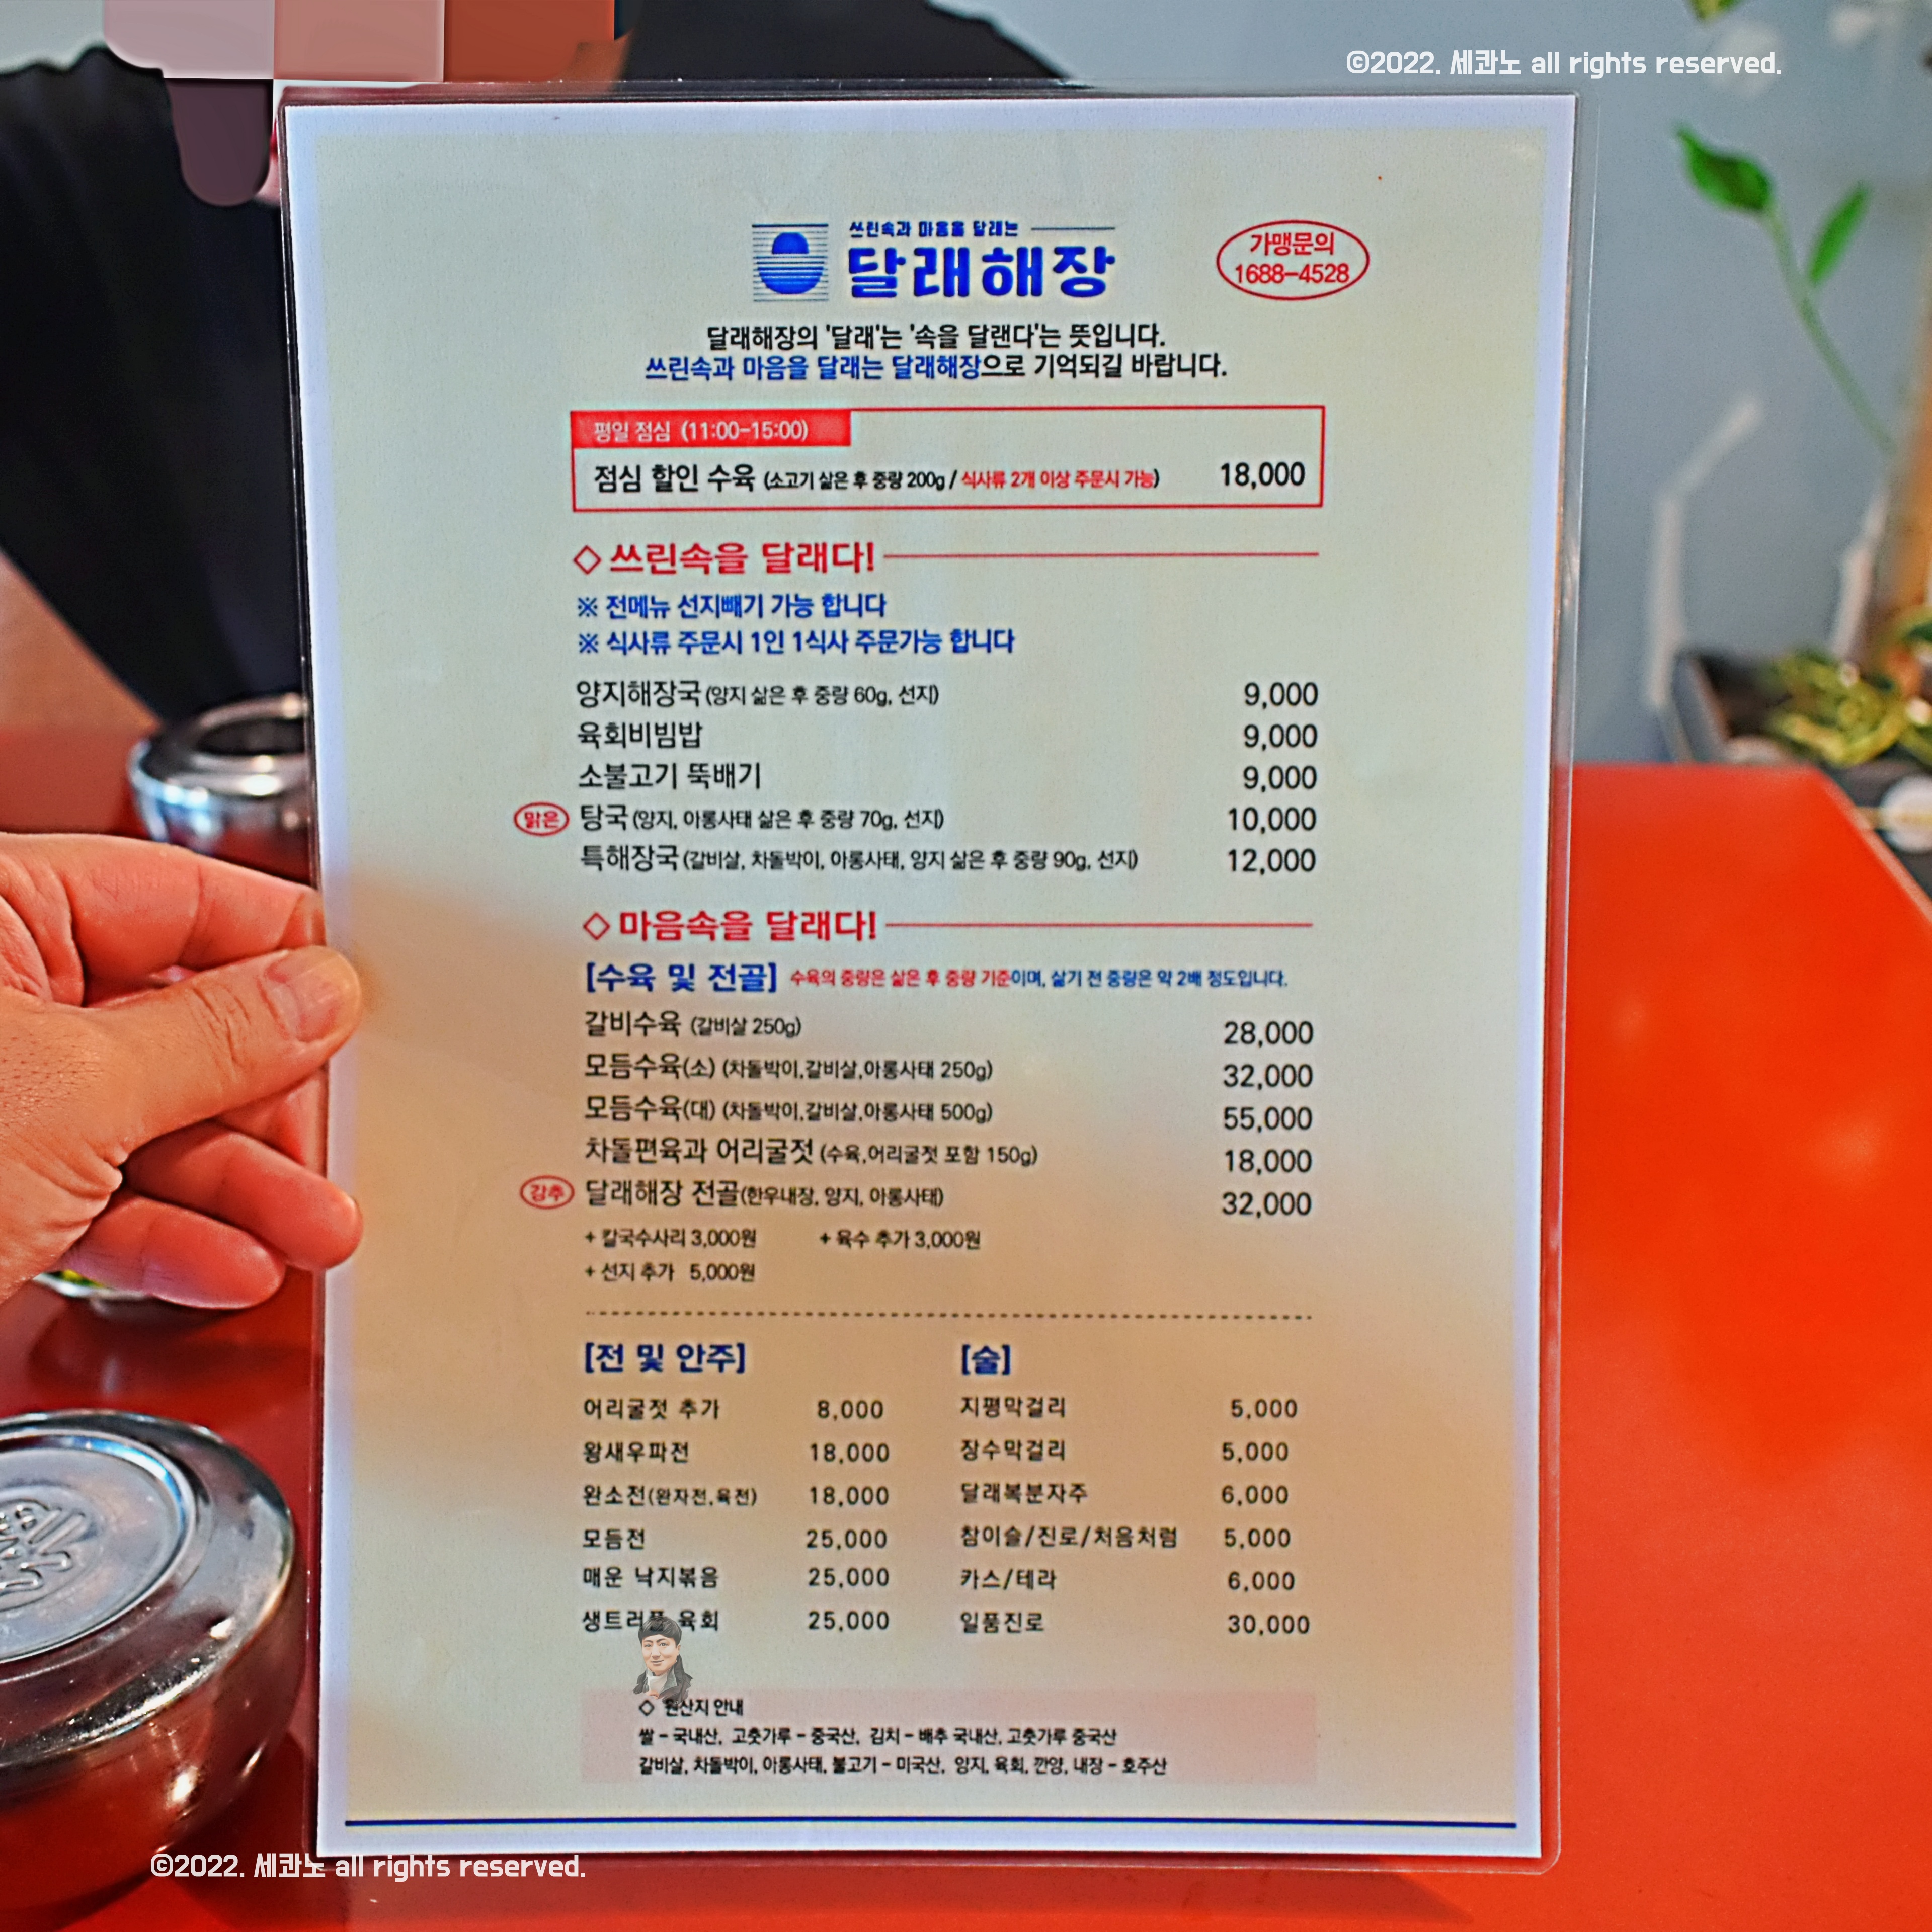 ©2022. 세콴노 all rights reserved.
쓰린속과 마음을 달래는
달래해장
가맹문의
1688-4528
달래해장의 '달래'는 '속을 달랜다'는 뜻입니다.
쓰린속과 마음을 달래는 달래해장으로 기억되길 바랍니다.
평일 점심 (11:00-15:00)
점심 할인 수육 (소고기 삶은 후 중량 200g / 식사류 2개 이상 주문시 가능) 18,000
◇ 쓰린속을 달래다!
※ 전메뉴 선지빼기 가능 합니다
※ 식사류 주문시 1인 1식사 주문가능 합니다
양지해장국 (양지 삶은 후 중량 60g, 선지) 9,000
육회비빔밥 9,000
소불고기 뚝배기 9,000
맑은 탕국 (양지, 아롱사태 삶은 후 중량 70g, 선지) 10,000
특해장국 (갈비살, 차돌박이, 아롱사태, 양지 삶은 후 중량 90g, 선지) 12,000
◇ 마음속을 달래다!
[수육 및 전골] 수육의 중량은 삶은 후 중량 기준이며, 삶기 전 중량은 약 2배 정도입니다.
갈비수육 (갈비살 250g) 28,000
모듬수육(소) (차돌박이,갈비살,아롱사태 250g) 32,000
모듬수육(대) (차돌박이,갈비살,아롱사태 500g) 55,000
차돌편육과 어리굴젓 (수육,어리굴젓 포함 150g) 18,000
강추 달래해장 전골(한우내장, 양지, 아롱사태) 32,000
+ 칼국수사리 3,000원 + 육수 추가 3,000원
+ 선지 추가 5,000원
[전 및 안주] [술]
어리굴젓 추가 8,000 지평막걸리 5,000
왕새우파전 18,000 장수막걸리 5,000
완소전(완자전,육전) 18,000 달래복분자주 6,000
모듬전 25,000 참이슬/진로/처음처럼 5,000
매운 낙지볶음 25,000 카스/테라 6,000
생트러플 육회 25,000 일품진로 30,000
◇ 원산지 안내
쌀 - 국내산, 고춧가루 - 중국산, 김치 - 배추 국내산, 고춧가루 중국산
갈비살, 차돌박이, 아롱사태, 불고기 - 미국산, 양지, 육회, 깐양, 내장 - 호주산
©2022. 세콴노 all rights reserved.